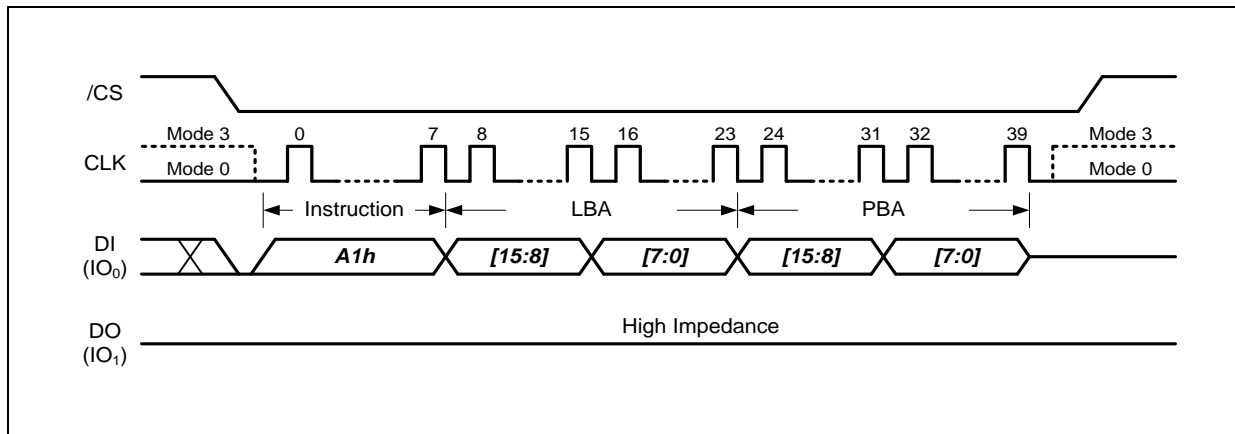 /CS
Mode 3 0 7 8 15 16 23 24 31 32 39 Mode 3
CLK
Mode 0 Mode 0
Instruction LBA PBA
DI
(IO₀)
A1h [15:8] [7:0] [15:8] [7:0]
High Impedance
DO
(IO₁)